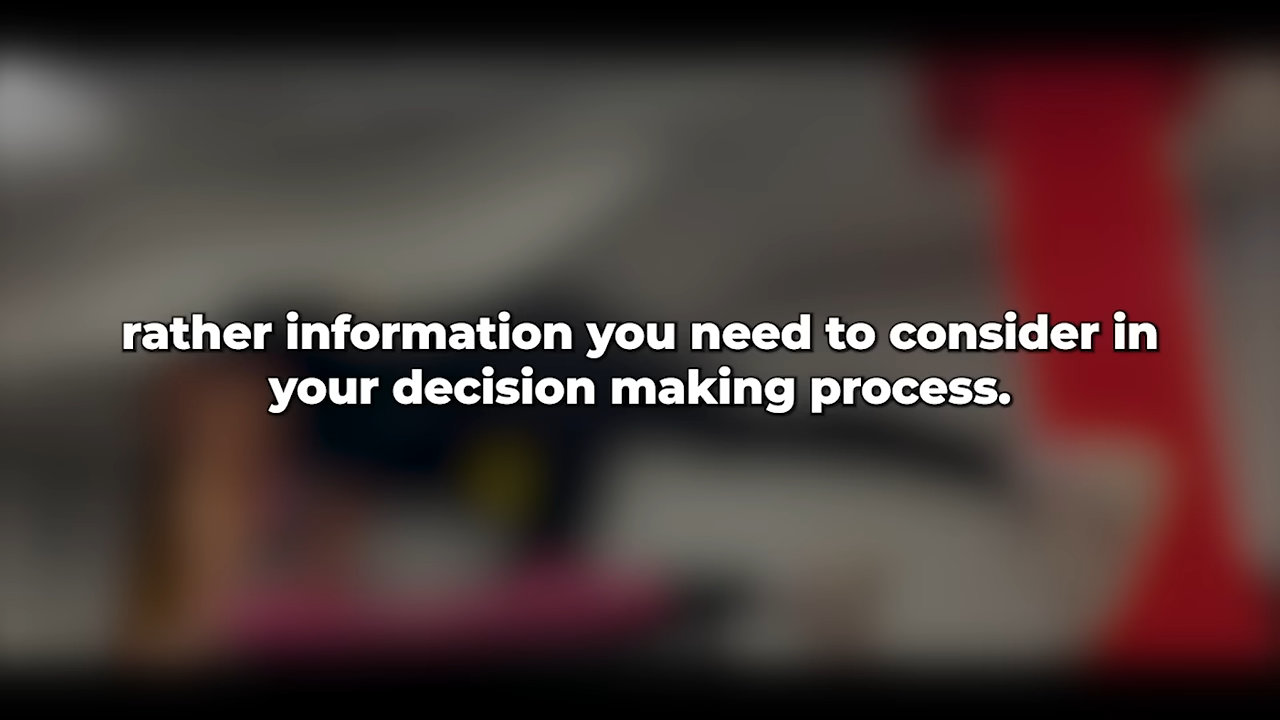 rather information you need to consider in
your decision making process.